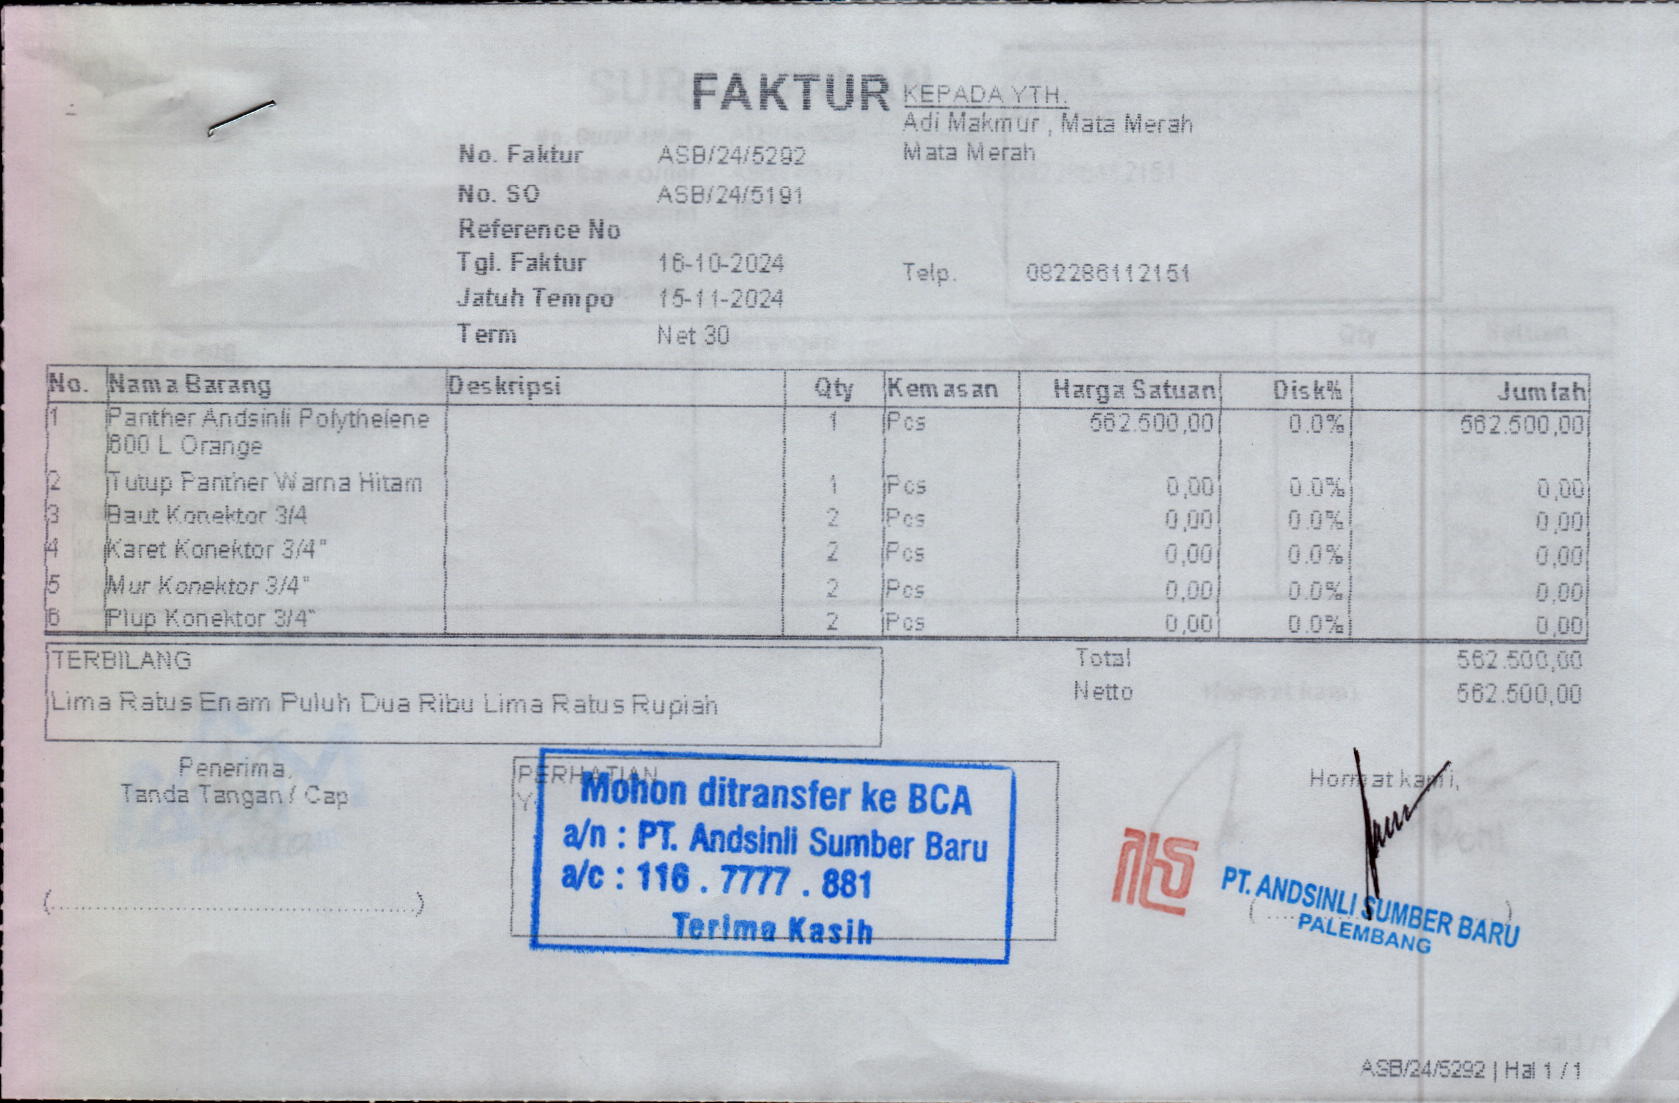 FAKTUR
KEPADA YTH.
Adi Makmur , Mata Merah
Mata Merah
No. Faktur ASB/24/5292
No. SO ASB/24/5191
Reference No
Tgl. Faktur 16-10-2024
Telp. 082286112151
Jatuh Tempo 15-11-2024
Term Net 30
No. Nama Barang Deskripsi Qty Kemasan Harga Satuan Disk% Jumlah
1 Panther Andsinli Polythelene 1 Pcs 562.500,00 0.0% 562.500,00
600 L Orange
2 Tutup Panther Warna Hitam 1 Pcs 0,00 0.0% 0,00
3 Baut Konektor 3/4 2 Pcs 0,00 0.0% 0,00
4 Karet Konektor 3/4" 2 Pcs 0,00 0.0% 0,00
5 Mur Konektor 3/4" 2 Pcs 0,00 0.0% 0,00
6 Plup Konektor 3/4" 2 Pcs 0,00 0.0% 0,00
TERBILANG
Lima Ratus Enam Puluh Dua Ribu Lima Ratus Rupiah
Total 562.500,00
Netto 562.500,00
Penerima,
Tanda Tangan / Cap
(..........................................)
PERHATIAN
Mohon ditransfer ke BCA
a/n : PT. Andsinli Sumber Baru
a/c : 116 . 7777 . 881
Terima Kasih
Hormat kami,
PT. ANDSINLI SUMBER BARU
PALEMBANG
ASB/24/5292 | Hal 1 / 1